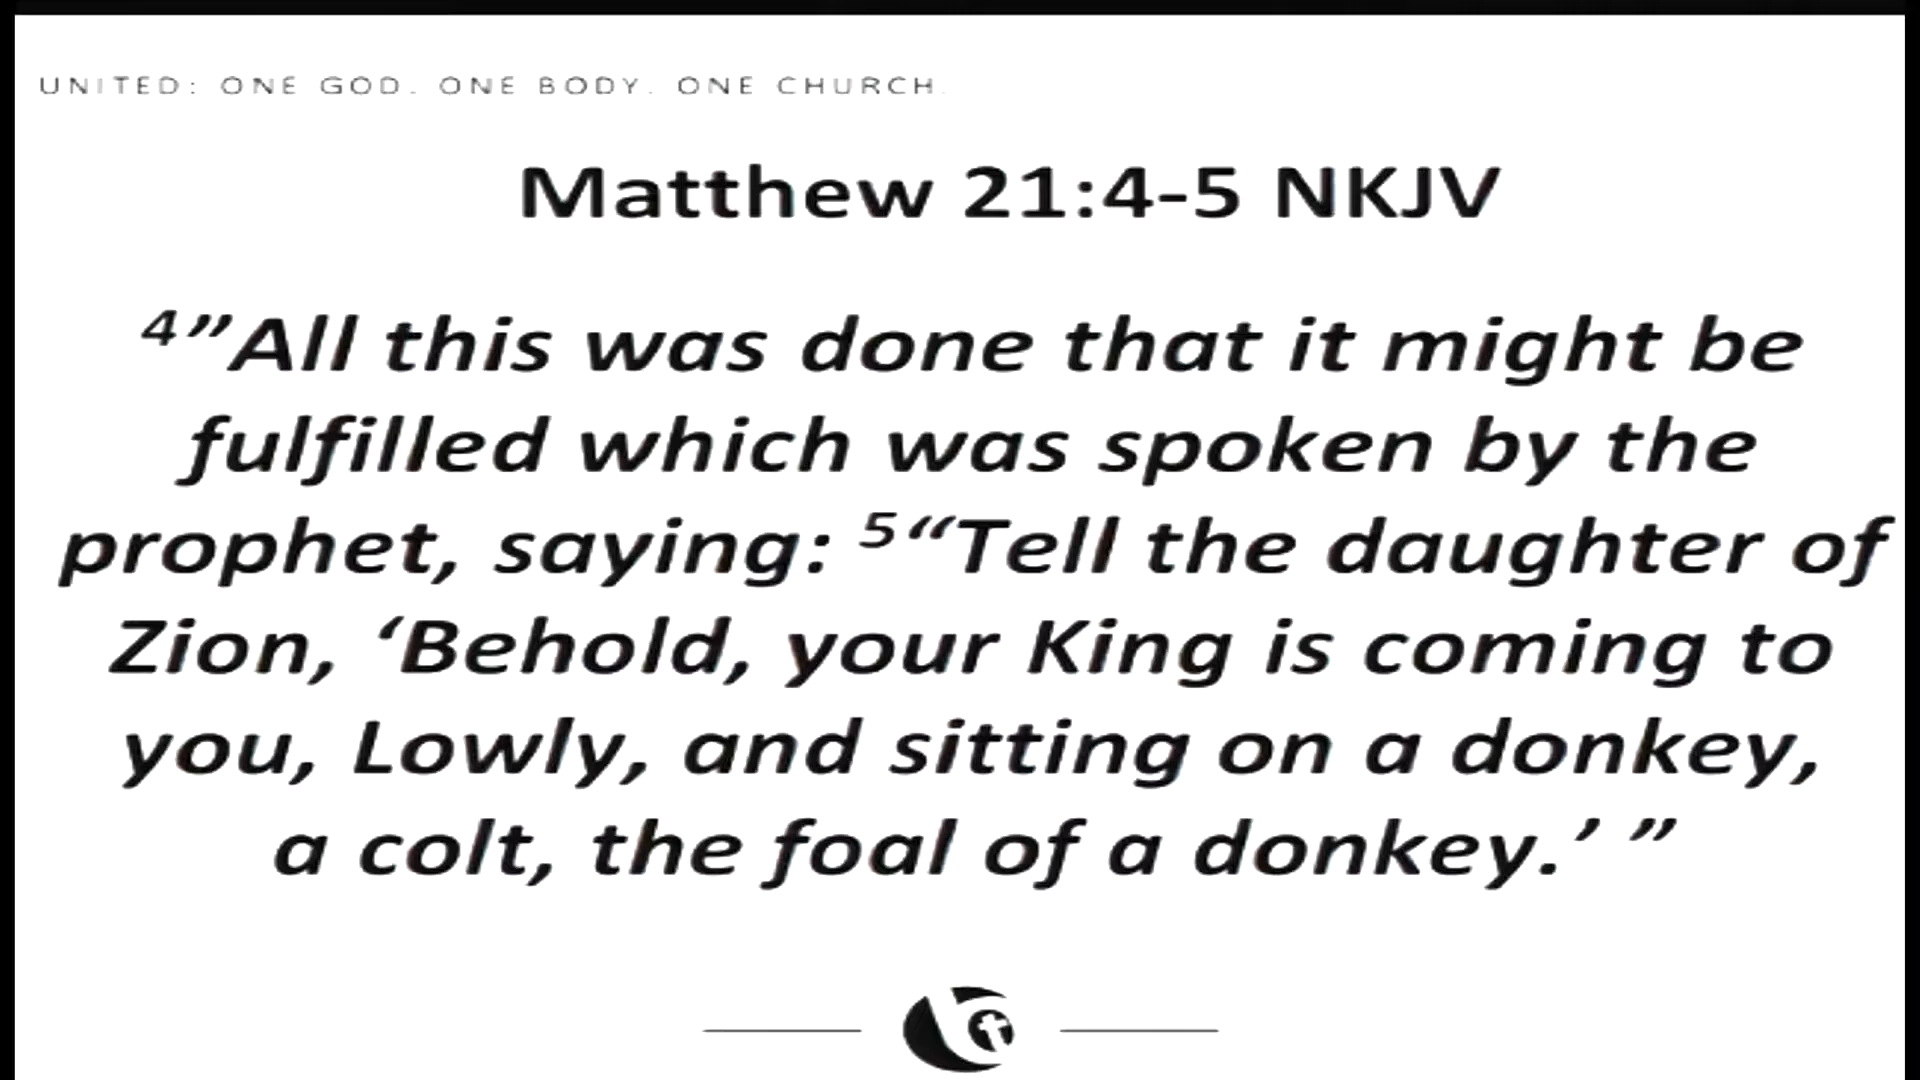 UNITED: ONE GOD. ONE BODY. ONE CHURCH.
Matthew 21:4-5 NKJV
⁴”All this was done that it might be
fulfilled which was spoken by the
prophet, saying: ⁵“Tell the daughter of
Zion, ‘Behold, your King is coming to
you, Lowly, and sitting on a donkey,
a colt, the foal of a donkey.’ ”